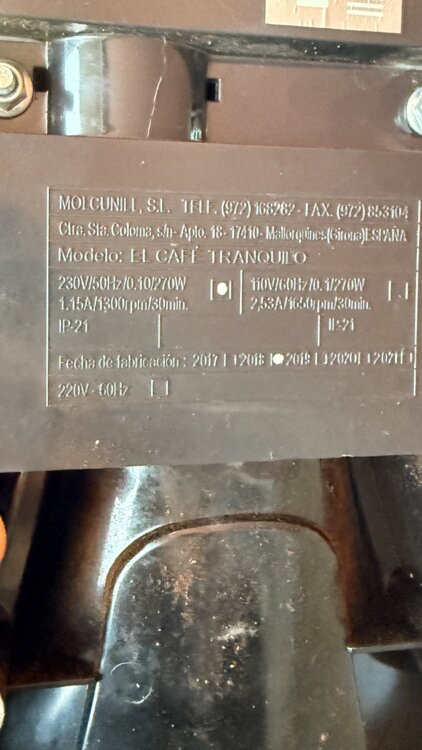 MOLCUNILL, S.L. TELF. (972) 168262 - FAX. (972) 853104
Ctra. Sta. Coloma, s/n - Apto. 18 - 17410 - Mallorquines (Girona) ESPAÑA
Modelo: EL CAFÉ TRANQUILO
230V/50Hz/0.10/270W 110V/60Hz/0.1/270W
1.15A/1300rpm/30min. 2,53A/1650rpm/30min.
IP-21 IP-21
Fecha de fabricación: 2017 2018 2019 2020 2021
220V - 60Hz